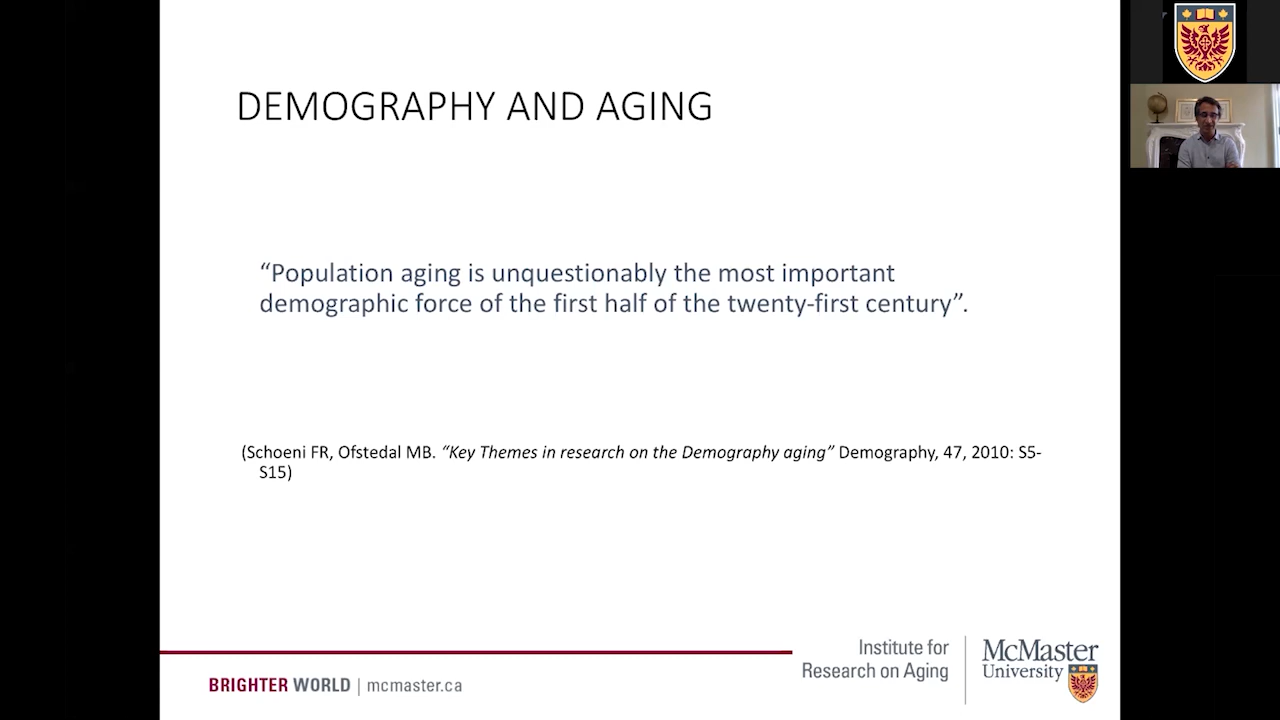 DEMOGRAPHY AND AGING
“Population aging is unquestionably the most important
demographic force of the first half of the twenty-first century”.
(Schoeni FR, Ofstedal MB. “Key Themes in research on the Demography aging” Demography, 47, 2010: S5-
S15)
BRIGHTER WORLD | mcmaster.ca
Institute for
Research on Aging
McMaster
University